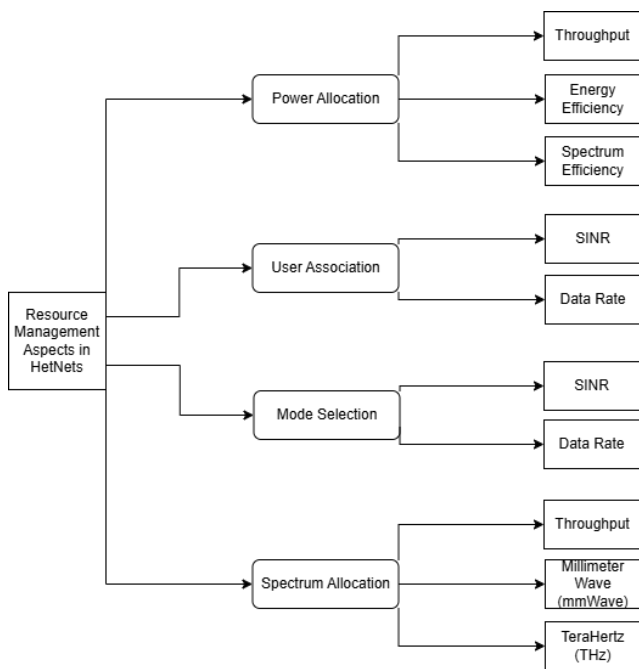 Throughput
Power Allocation
Energy
Efficiency
Spectrum
Efficiency
SINR
User Association
Data Rate
Resource
Management
Aspects in
HetNets
SINR
Mode Selection
Data Rate
Throughput
Spectrum Allocation
Millimeter
Wave
(mmWave)
TeraHertz
(THz)